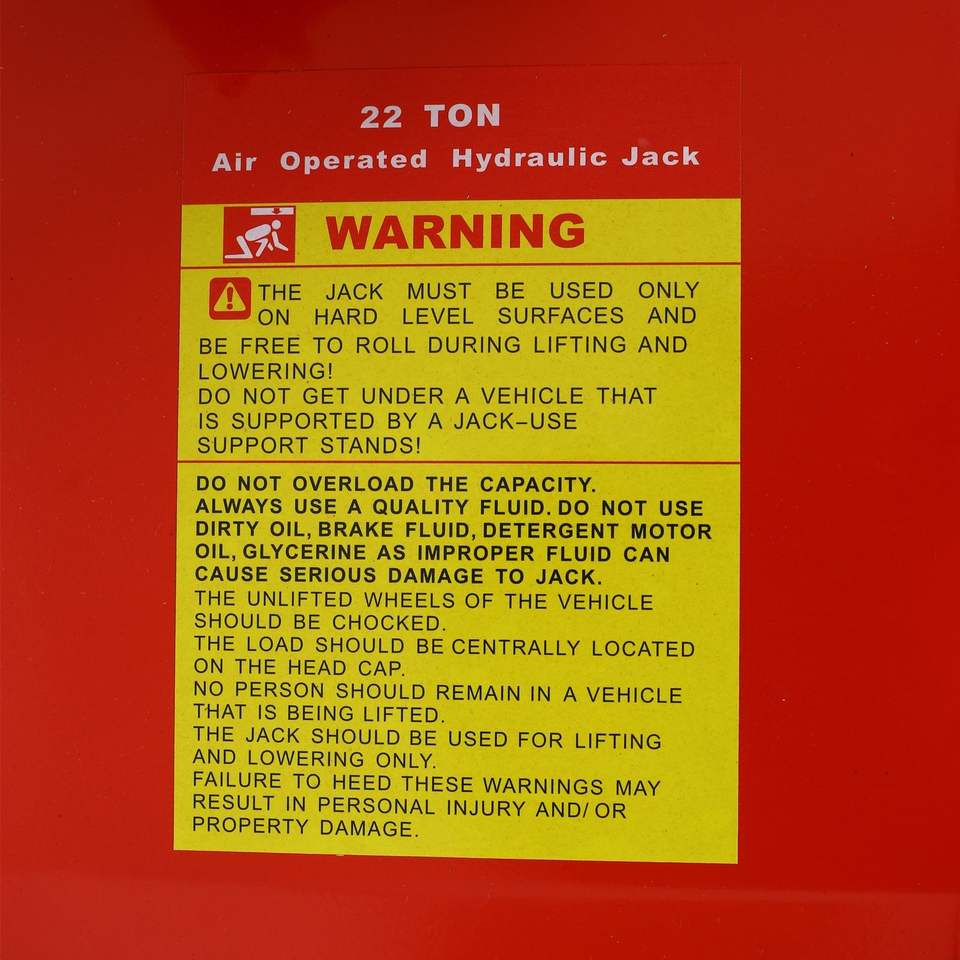 22 TON
Air Operated Hydraulic Jack
WARNING
THE JACK MUST BE USED ONLY
ON HARD LEVEL SURFACES AND
BE FREE TO ROLL DURING LIFTING AND
LOWERING!
DO NOT GET UNDER A VEHICLE THAT
IS SUPPORTED BY A JACK-USE
SUPPORT STANDS!
DO NOT OVERLOAD THE CAPACITY.
ALWAYS USE A QUALITY FLUID. DO NOT USE
DIRTY OIL, BRAKE FLUID, DETERGENT MOTOR
OIL, GLYCERINE AS IMPROPER FLUID CAN
CAUSE SERIOUS DAMAGE TO JACK.
THE UNLIFTED WHEELS OF THE VEHICLE
SHOULD BE CHOCKED.
THE LOAD SHOULD BE CENTRALLY LOCATED
ON THE HEAD CAP.
NO PERSON SHOULD REMAIN IN A VEHICLE
THAT IS BEING LIFTED.
THE JACK SHOULD BE USED FOR LIFTING
AND LOWERING ONLY.
FAILURE TO HEED THESE WARNINGS MAY
RESULT IN PERSONAL INJURY AND/ OR
PROPERTY DAMAGE.